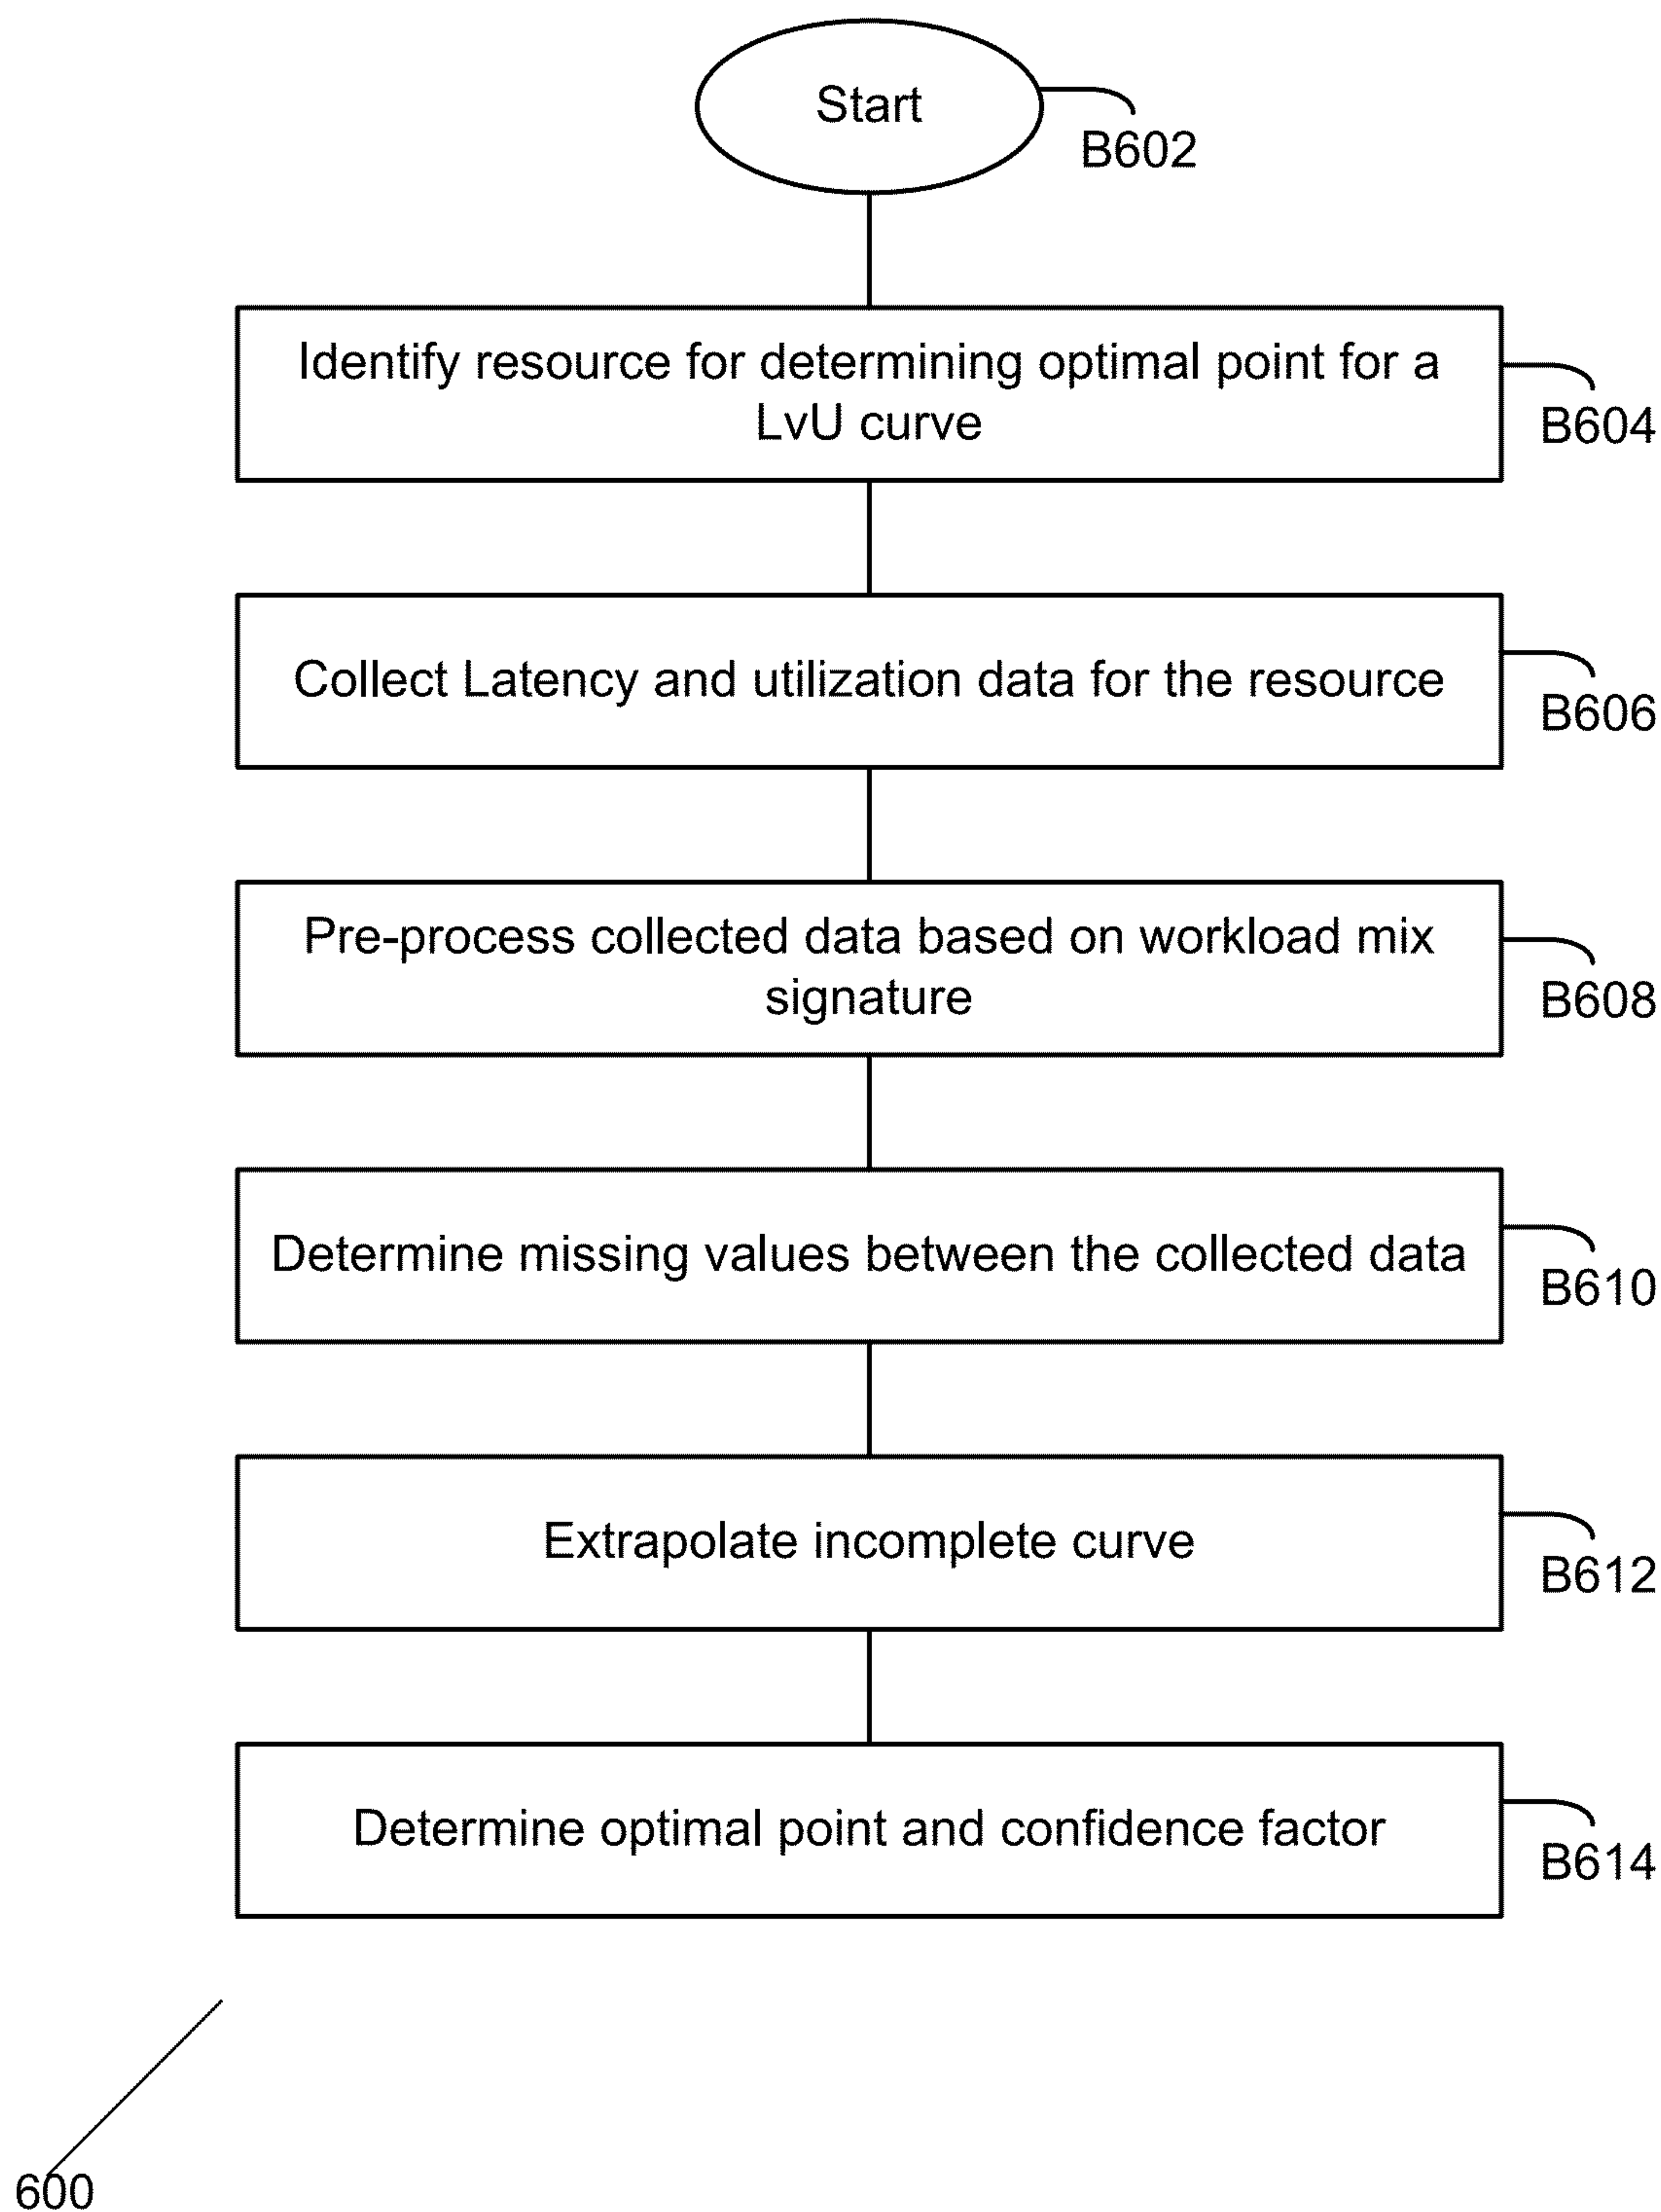 Start
B602
Identify resource for determining optimal point for a
LvU curve
B604
Collect Latency and utilization data for the resource
B606
Pre-process collected data based on workload mix
signature
B608
Determine missing values between the collected data
B610
Extrapolate incomplete curve
B612
Determine optimal point and confidence factor
B614
600